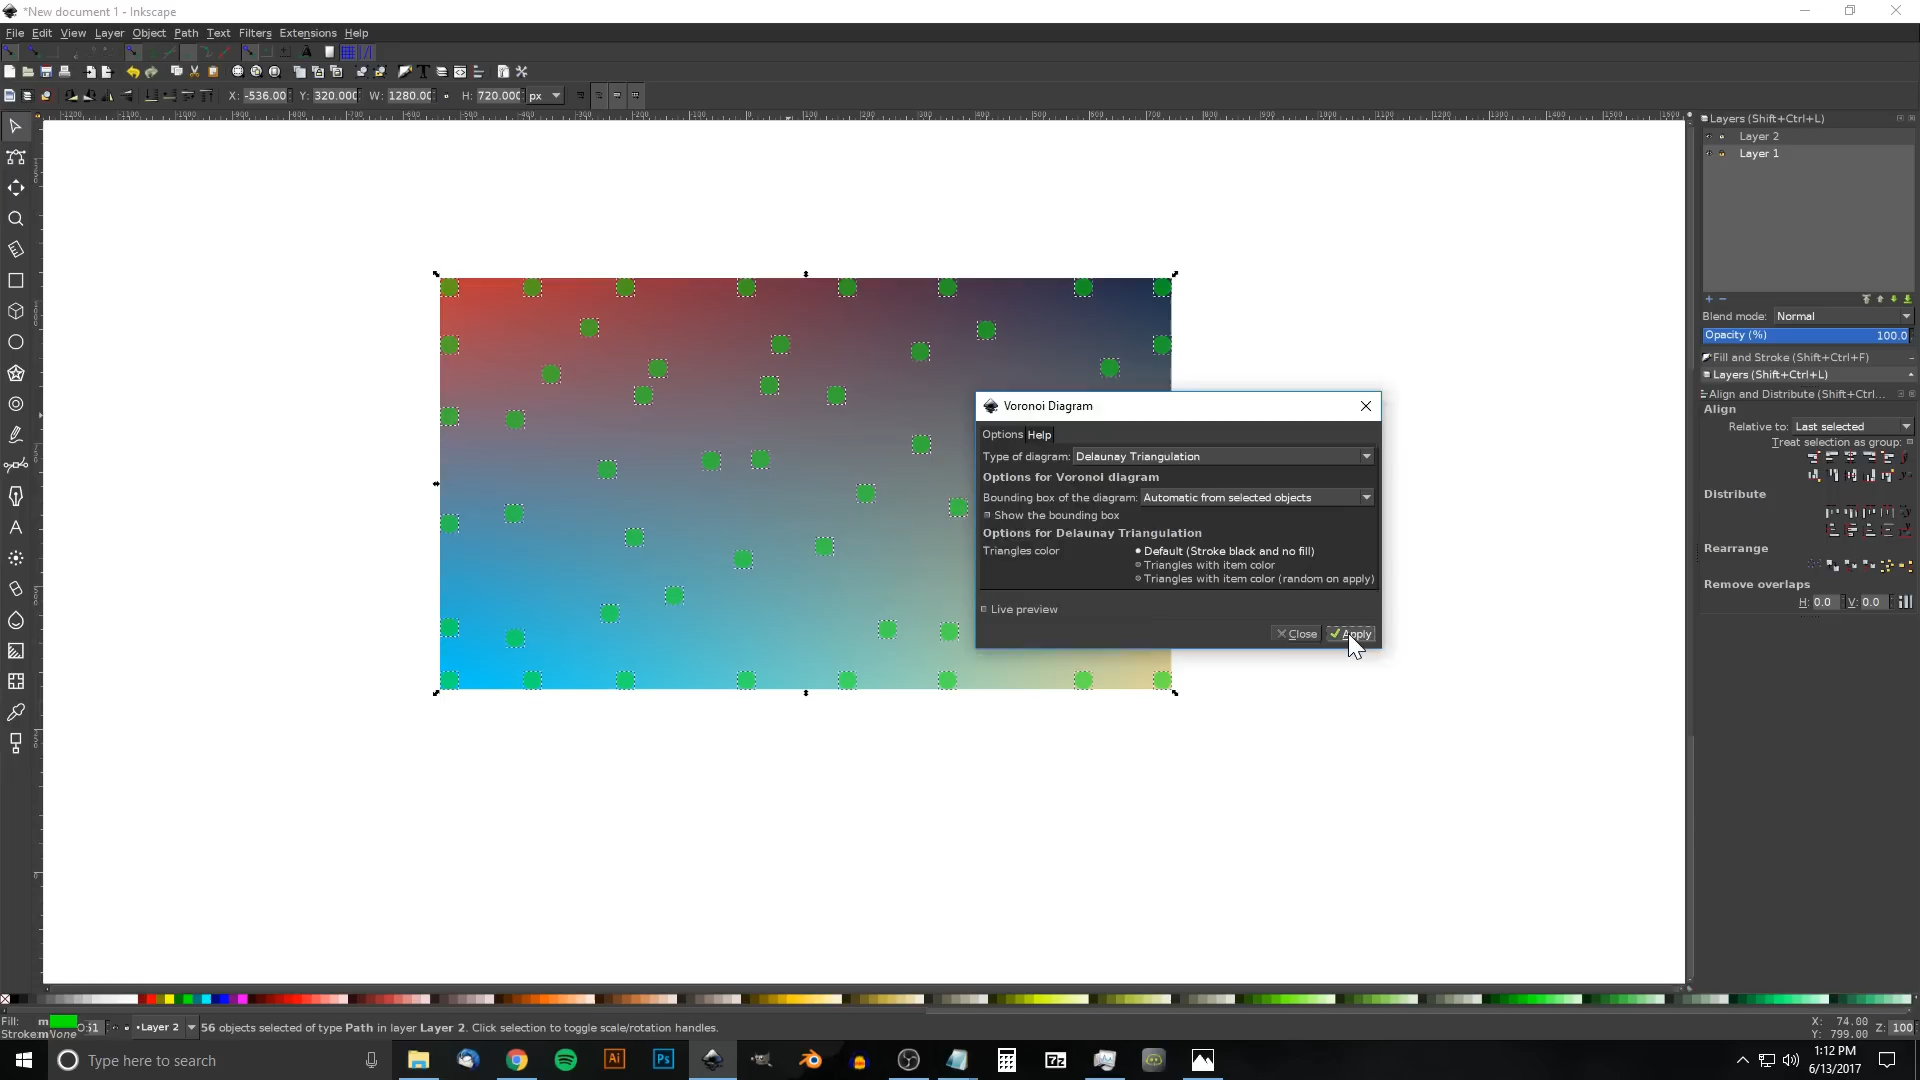 *New document 1 - Inkscape
File Edit View Layer Object Path Text Filters Extensions Help
X: -536.00 Y: 320.000 W: 1280.00 H: 720.000 px
Layers (Shift+Ctrl+L)
Layer 2
Layer 1
Blend mode: Normal
Opacity (%) 100.0
Fill and Stroke (Shift+Ctrl+F)
Layers (Shift+Ctrl+L)
Align and Distribute (Shift+Ctrl...
Align
Relative to: Last selected
Treat selection as group:
Distribute
Rearrange
Remove overlaps
H: 0.0 V: 0.0
Voronoi Diagram
Options Help
Type of diagram: Delaunay Triangulation
Options for Voronoi diagram
Bounding box of the diagram: Automatic from selected objects
Show the bounding box
Options for Delaunay Triangulation
Triangles color
Default (Stroke black and no fill)
Triangles with item color
Triangles with item color (random on apply)
Live preview
Close Apply
Fill: m
Stroke: m None
O: 51
Layer 2
56 objects selected of type Path in layer Layer 2. Click selection to toggle scale/rotation handles.
X: 74.00
Y: 799.00
Z: 100
Type here to search
Ai
Ps
7z
1:12 PM
6/13/2017